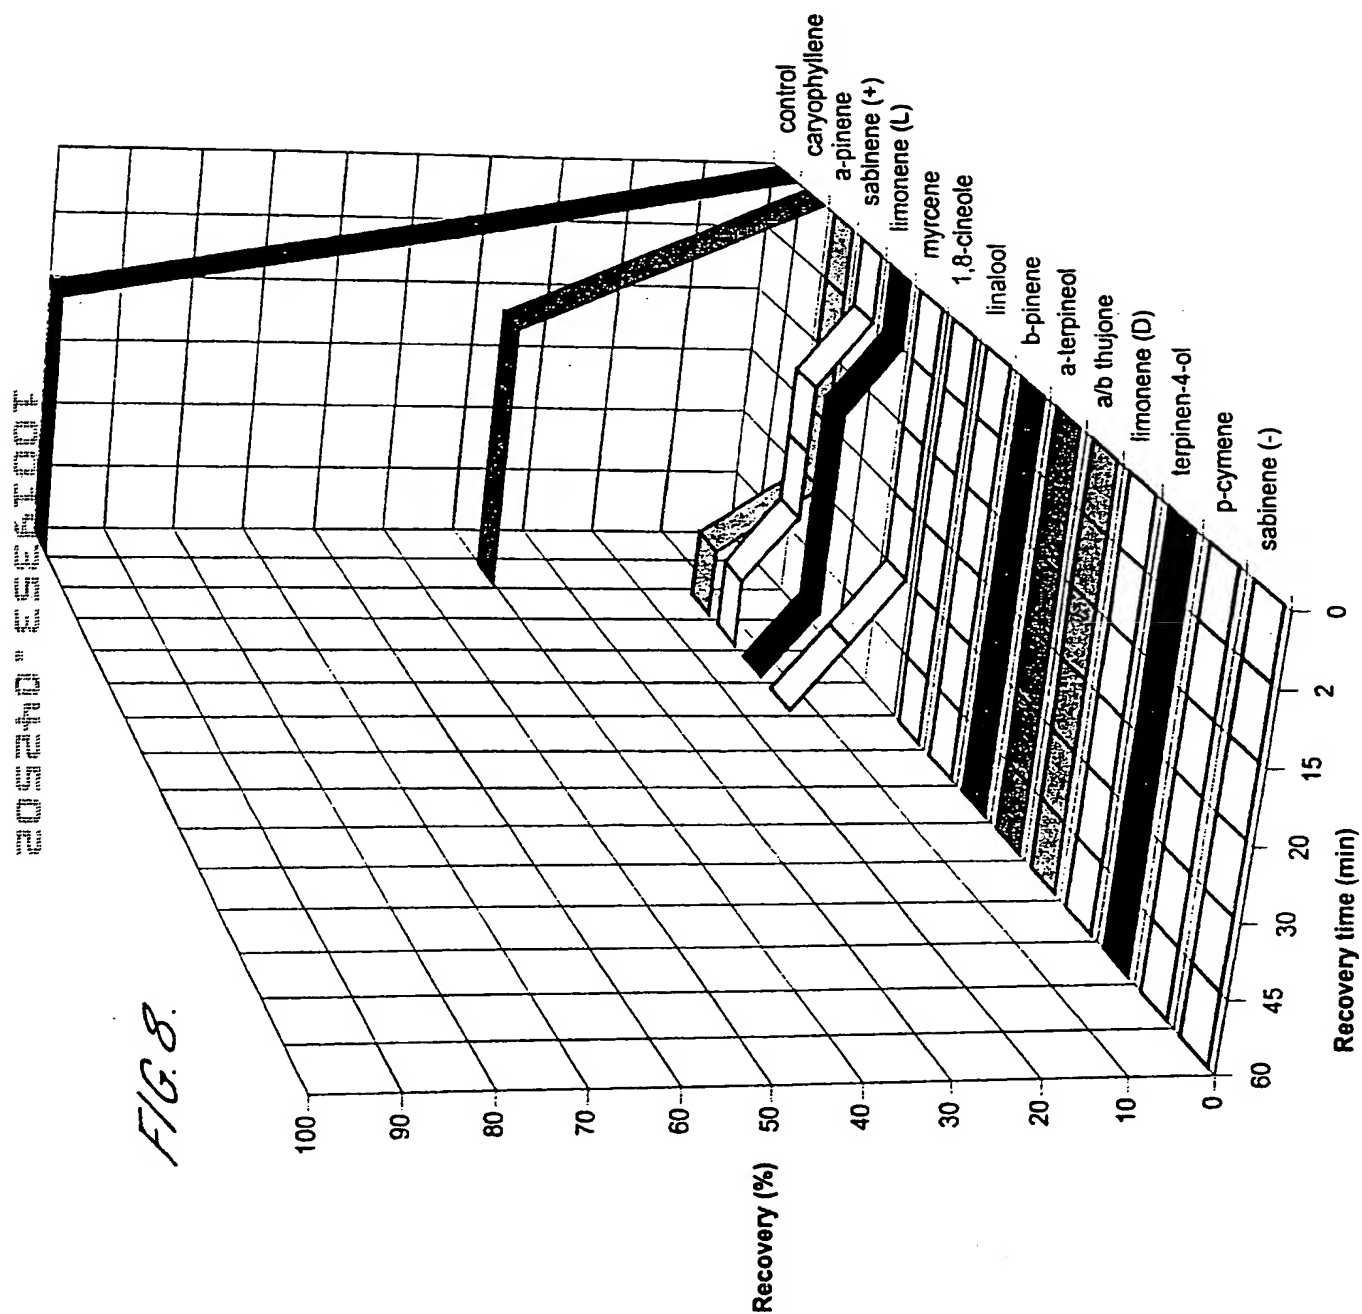 10014353.042502
FIG. 8.
Recovery (%)
100
90
80
70
60
50
40
30
20
10
0
60
45
30
20
15
2
0
Recovery time (min)
control
caryophyllene
a-pinene
sabinene (+)
limonene (L)
myrcene
1,8-cineole
linalool
b-pinene
a-terpineol
a/b thujone
limonene (D)
terpinen-4-ol
p-cymene
sabinene (-)